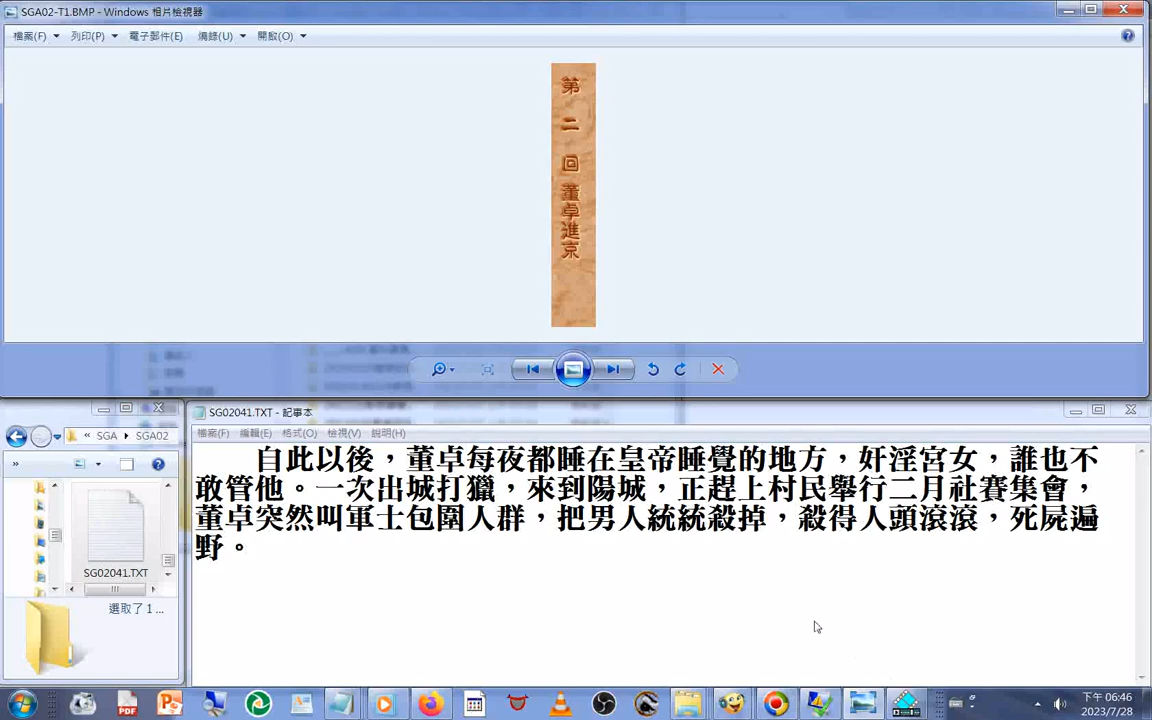 SGA02-T1.BMP - Windows 相片檢視器
檔案(F) 列印(P) 電子郵件(E) 燒錄(U) 開啟(O)
第二回 董卓進京
SGA SGA02
SG02041.TXT
選取了 1 ...
SG02041.TXT - 記事本
檔案(F) 編輯(E) 格式(O) 檢視(V) 說明(H)
自此以後，董卓每夜都睡在皇帝睡覺的地方，奸淫宮女，誰也不
敢管他。一次出城打獵，來到陽城，正趕上村民舉行二月社賽集會，
董卓突然叫軍士包圍人群，把男人統統殺掉，殺得人頭滾滾，死屍遍
野。
PDF
下午 06:46
2023/7/28